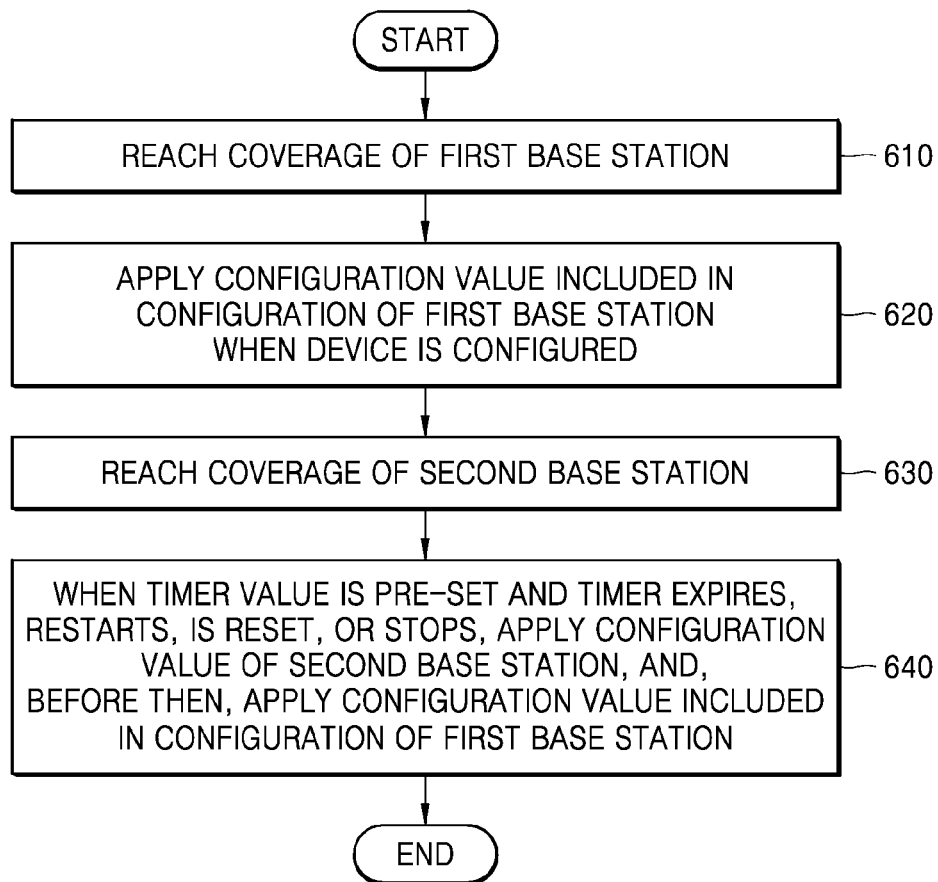 START
REACH COVERAGE OF FIRST BASE STATION
610
APPLY CONFIGURATION VALUE INCLUDED IN
CONFIGURATION OF FIRST BASE STATION
WHEN DEVICE IS CONFIGURED
620
REACH COVERAGE OF SECOND BASE STATION
630
WHEN TIMER VALUE IS PRE-SET AND TIMER EXPIRES,
RESTARTS, IS RESET, OR STOPS, APPLY CONFIGURATION
VALUE OF SECOND BASE STATION, AND,
BEFORE THEN, APPLY CONFIGURATION VALUE INCLUDED
IN CONFIGURATION OF FIRST BASE STATION
640
END